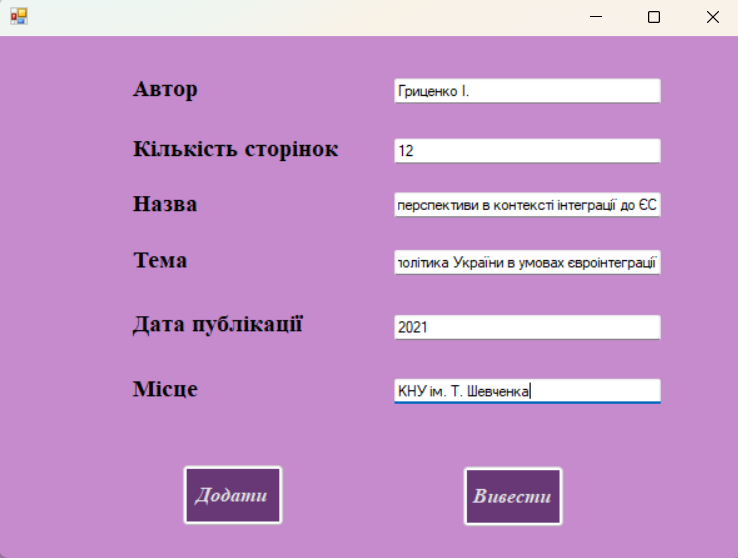 Автор
Гриценко І.
Кількість сторінок
12
Назва
перспективи в контексті інтеграції до ЄС
Тема
політика України в умовах євроінтеграції
Дата публікації
2021
Місце
КНУ ім. Т. Шевченка
Додати
Вивести